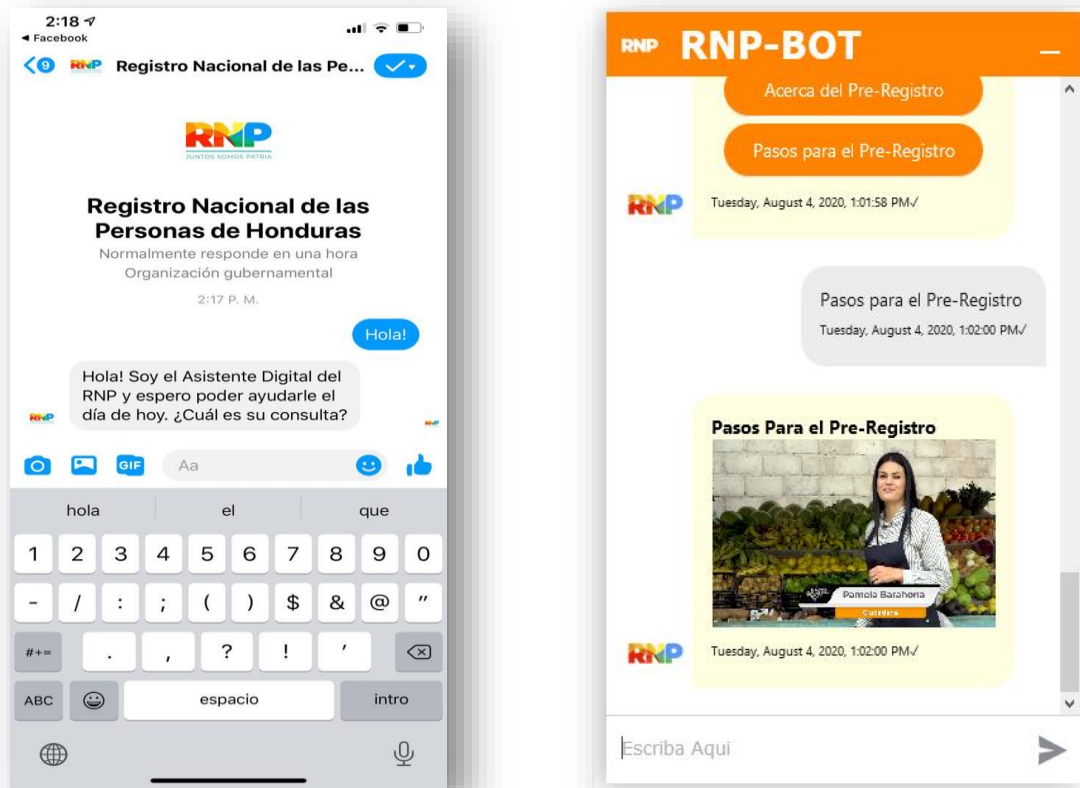 2:18
◄ Facebook
9
RNP
Registro Nacional de las Pe...
RNP
JUNTOS SOMOS PATRIA
Registro Nacional de las
Personas de Honduras
Normalmente responde en una hora
Organización gubernamental
2:17 P. M.
Hola!
Hola! Soy el Asistente Digital del
RNP y espero poder ayudarle el
día de hoy. ¿Cuál es su consulta?
RNP
RNP
GIF
Aa
hola el que
1 2 3 4 5 6 7 8 9 0
- / : ; ( ) $ & @ "
#+= . , ? ! '
ABC espacio intro
RNP RNP-BOT
Acerca del Pre-Registro
Pasos para el Pre-Registro
RNP
Tuesday, August 4, 2020, 1:01:58 PM✓
Pasos para el Pre-Registro
Tuesday, August 4, 2020, 1:02:00 PM✓
Pasos Para el Pre-Registro
Pamela Barahona
RNP
Tuesday, August 4, 2020, 1:02:00 PM✓
Escriba Aqui